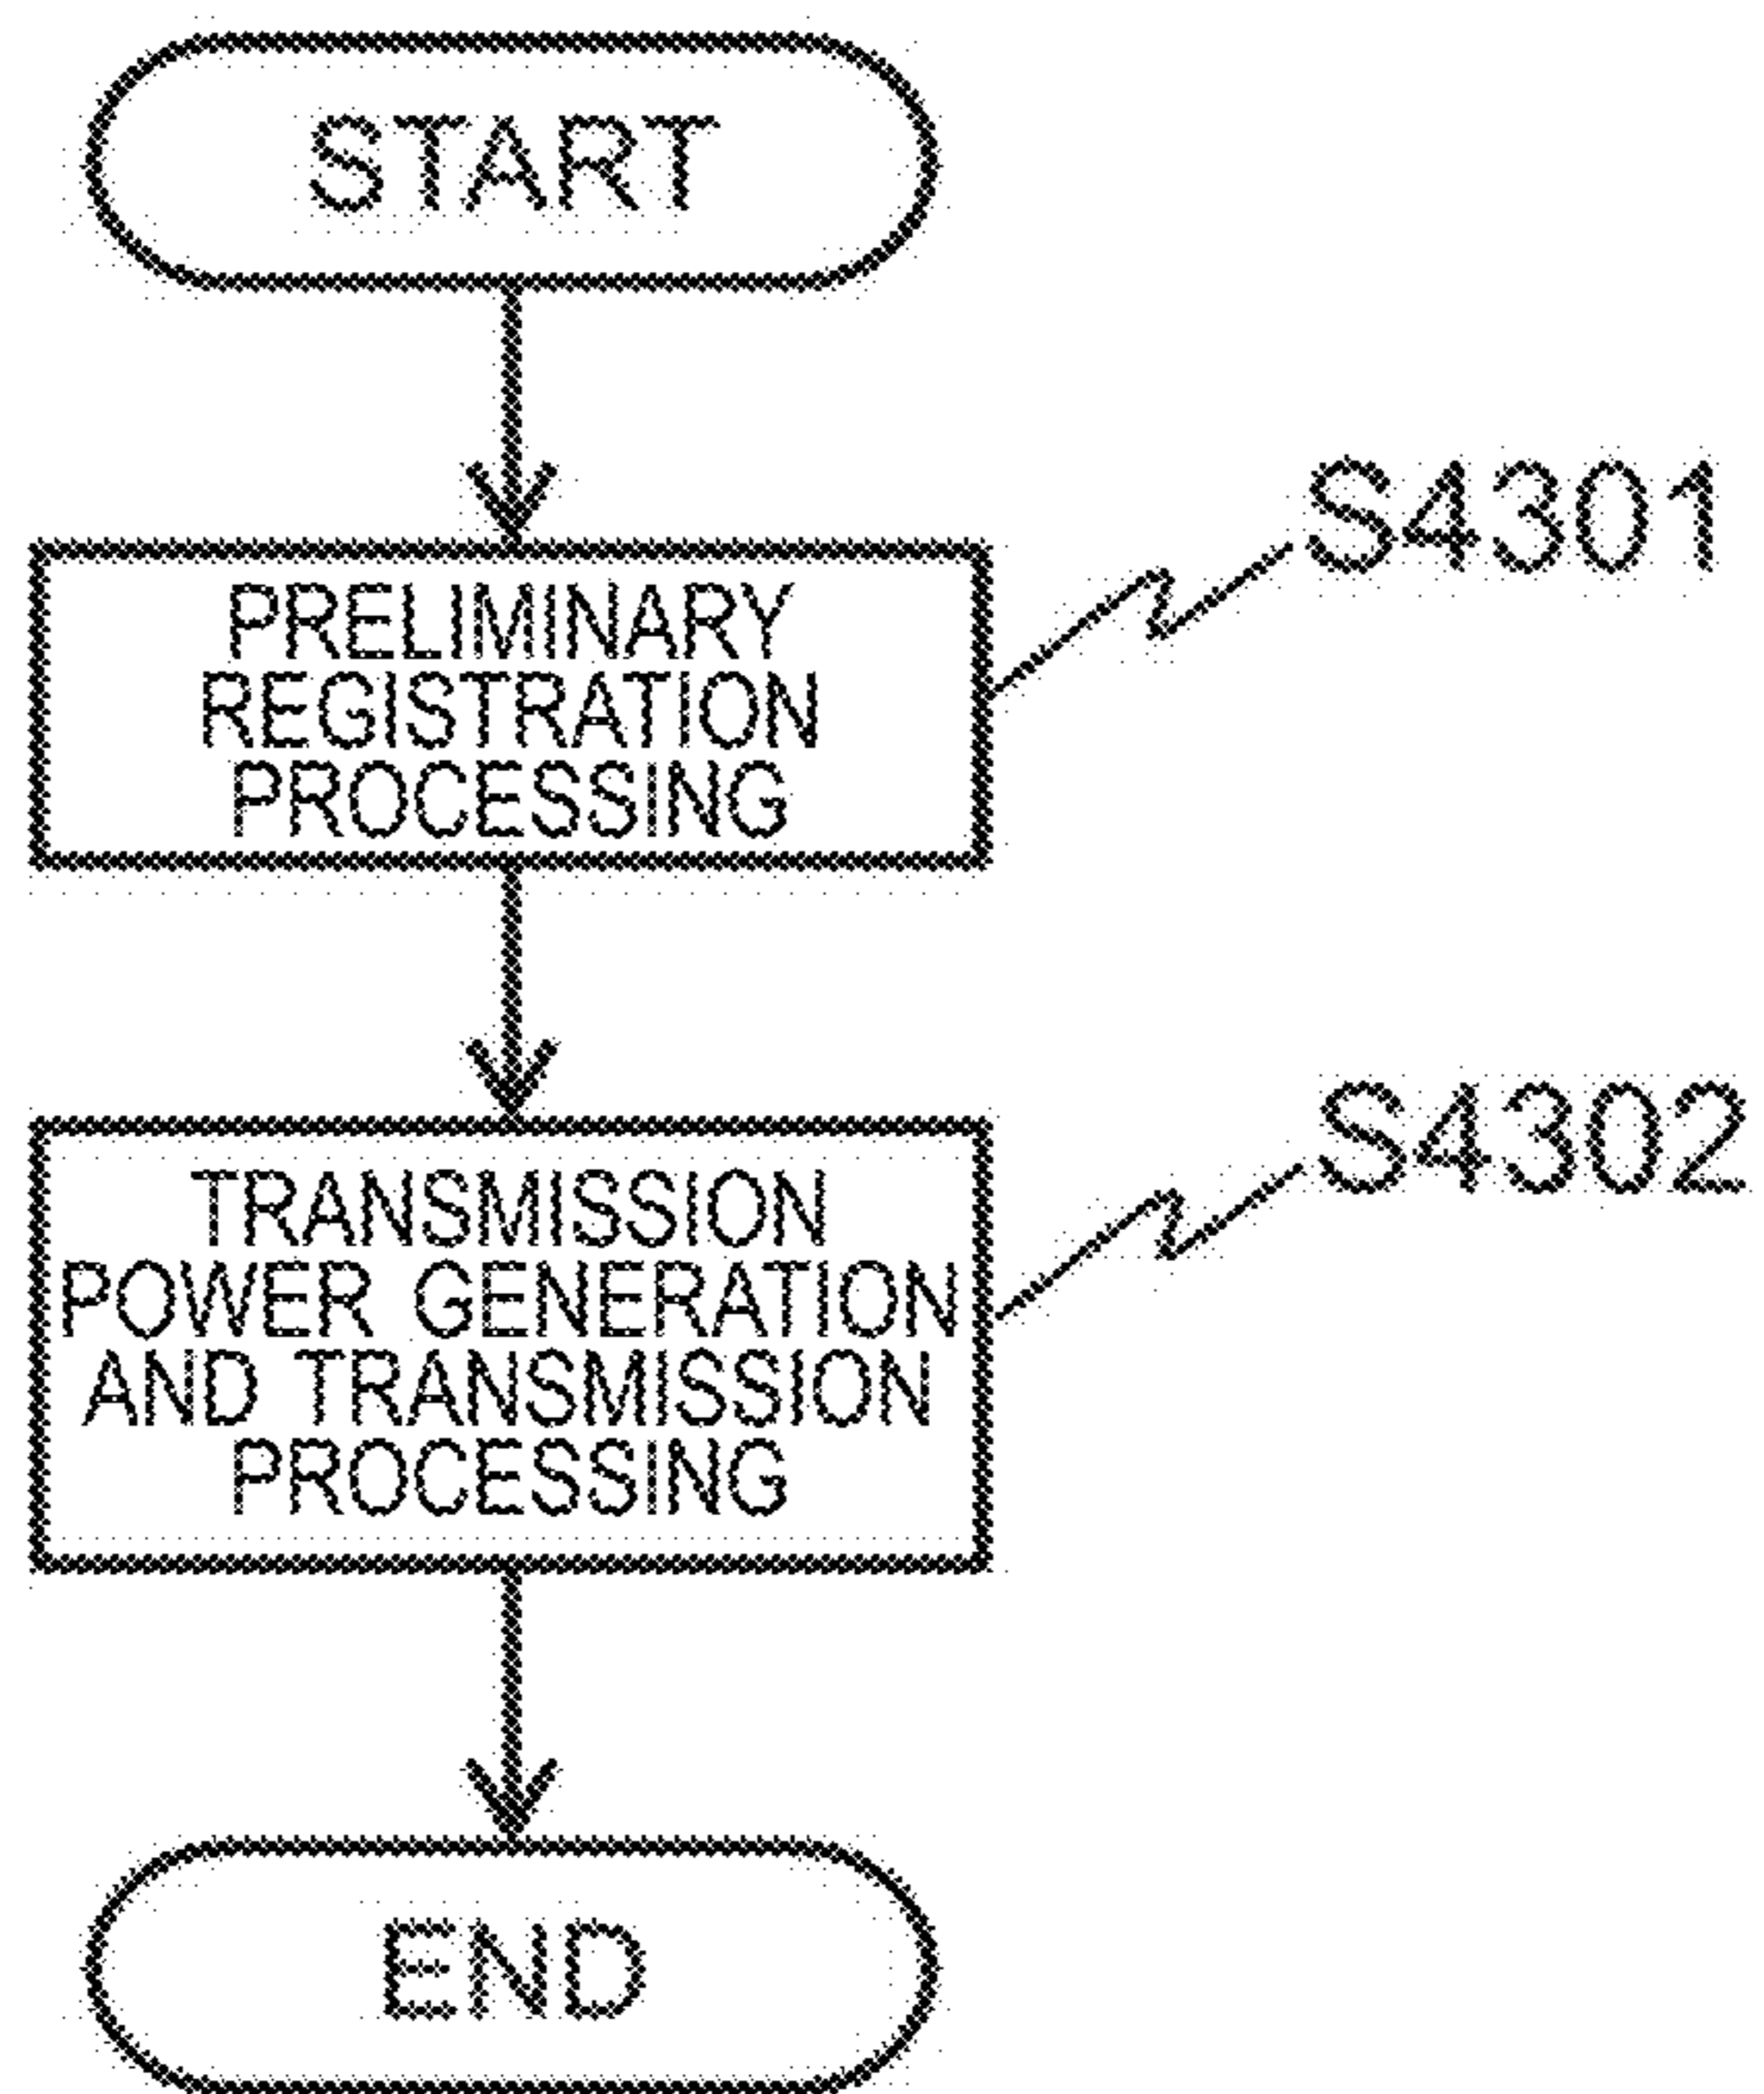 START
S4301
PRELIMINARY
REGISTRATION
PROCESSING
S4302
TRANSMISSION
POWER GENERATION
AND TRANSMISSION
PROCESSING
END